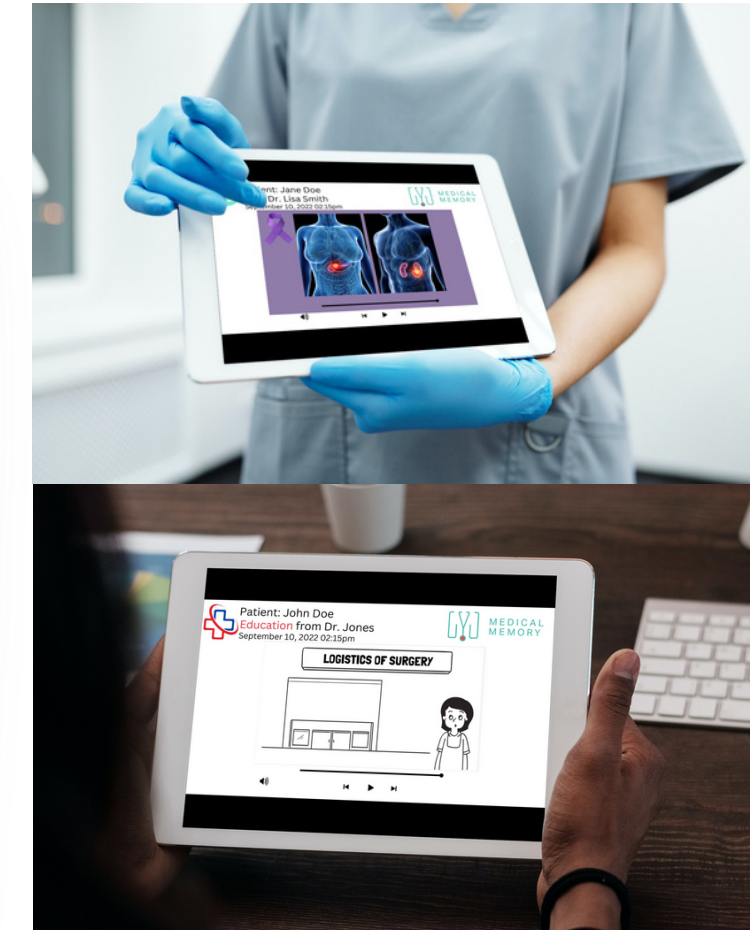 Jane Doe
Dr. Lisa Smith
September 10, 2022 02:15pm
MEDICAL
MEMORY
Patient: John Doe
Education from Dr. Jones
September 10, 2022 02:15pm
MEDICAL
MEMORY
LOGISTICS OF SURGERY